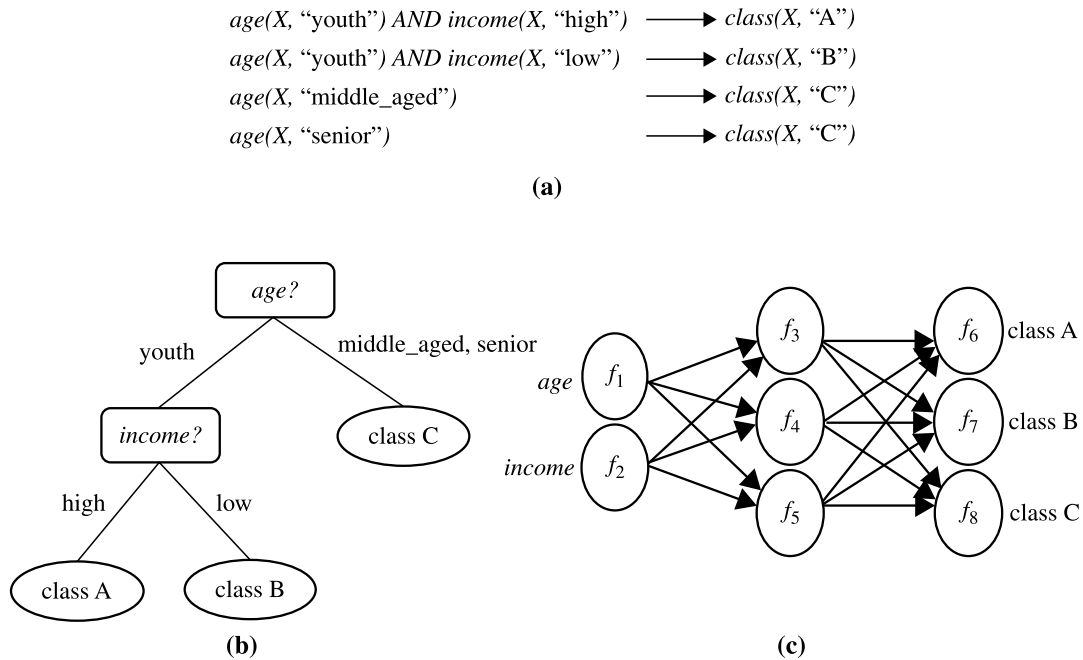 age(X, “youth”) AND income(X, “high”) class(X, “A”)
age(X, “youth”) AND income(X, “low”) class(X, “B”)
age(X, “middle_aged”) class(X, “C”)
age(X, “senior”) class(X, “C”)
(a)
age?
youth
middle_aged, senior
income?
class C
high
low
class A
class B
(b)
age
income
f1
f2
f3
f4
f5
f6
f7
f8
class A
class B
class C
(c)